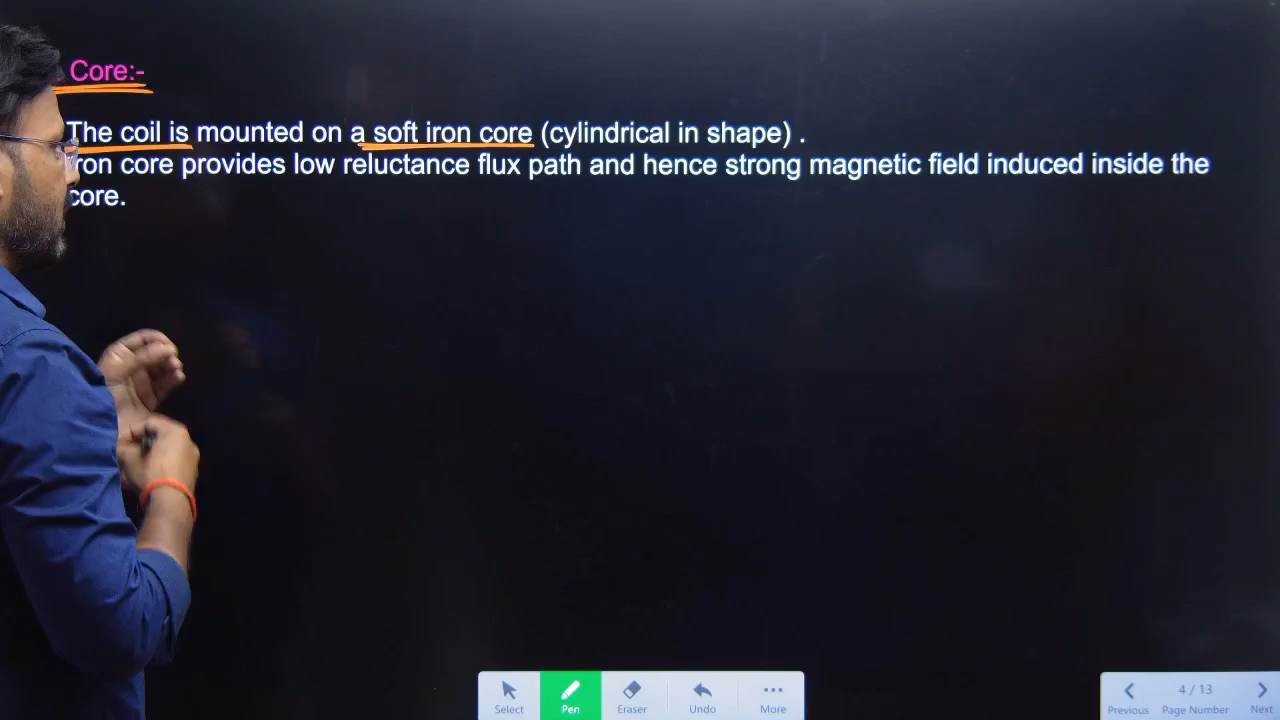 Core:-
The coil is mounted on a soft iron core (cylindrical in shape) .
Iron core provides low reluctance flux path and hence strong magnetic field induced inside the
core.
Select Pen Eraser Undo More
4 / 13
Previous Page Number Next